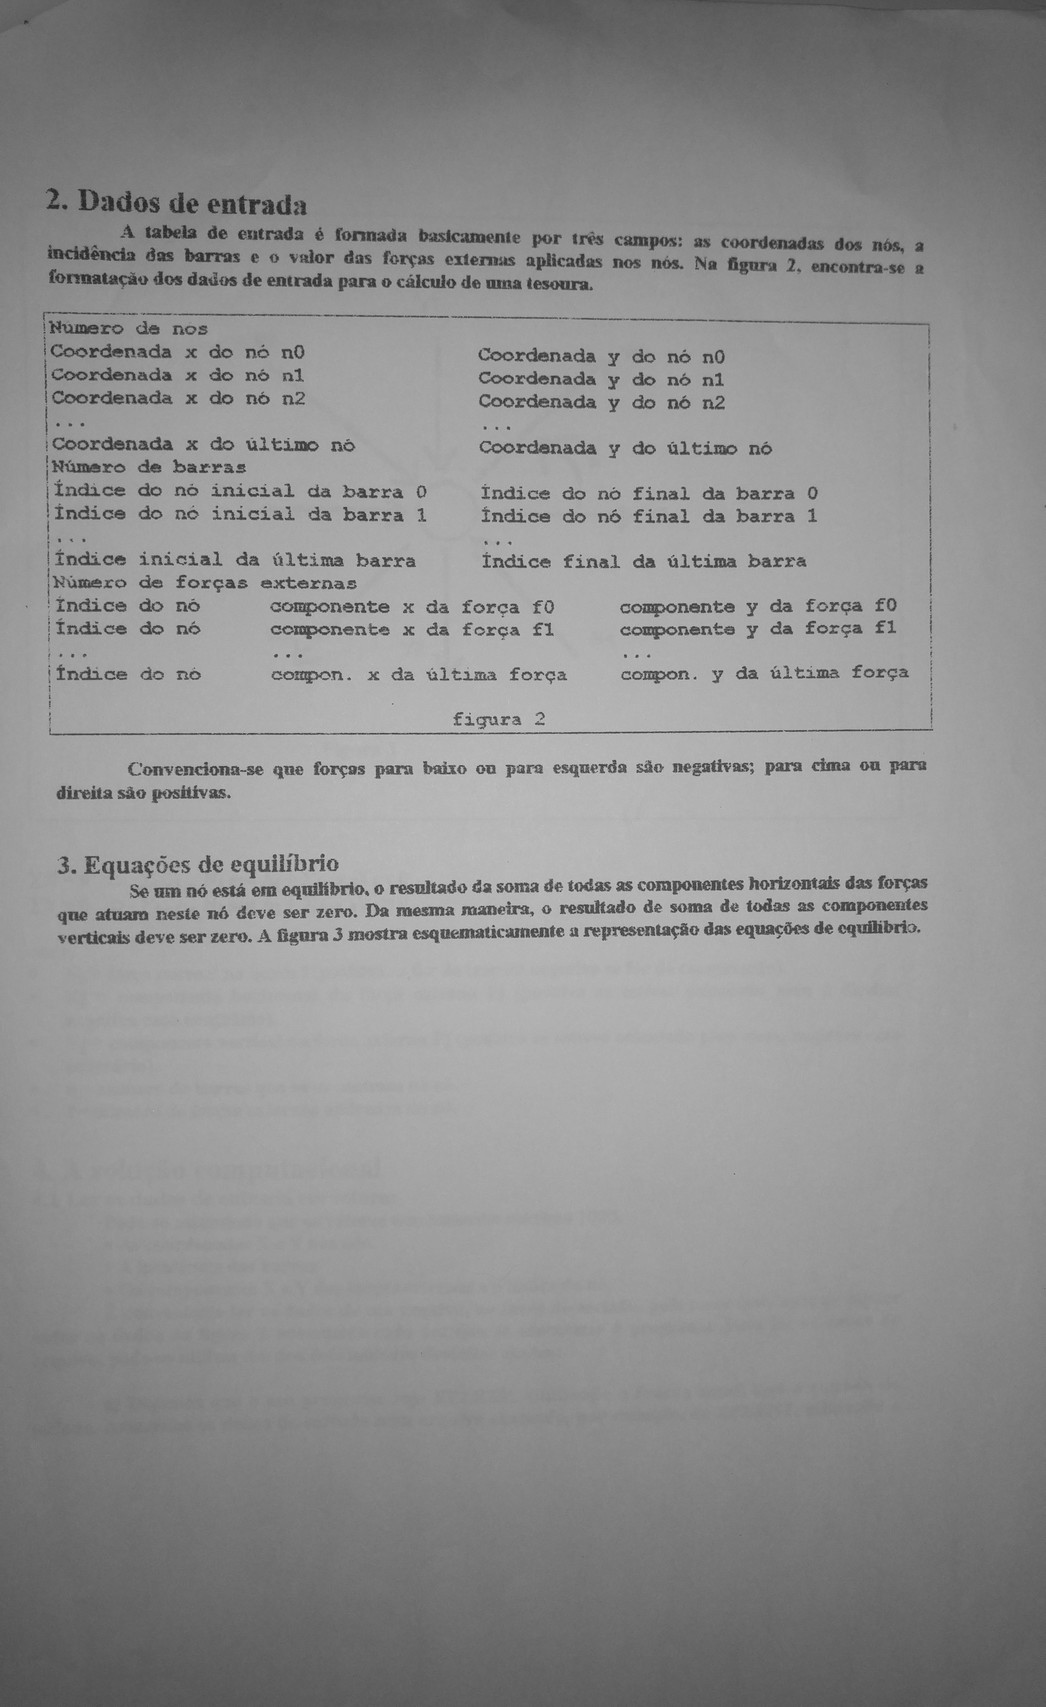 2. Dados de entrada
A tabela de entrada é formada basicamente por três campos: as coordenadas dos nós, a
incidência das barras e o valor das forças externas aplicadas nos nós. Na figura 2, encontra-se a
formatação dos dados de entrada para o cálculo de uma tesoura.
Numero de nos
Coordenada x do nó n0 Coordenada y do nó n0
Coordenada x do nó n1 Coordenada y do nó n1
Coordenada x do nó n2 Coordenada y do nó n2
... ...
Coordenada x do último nó Coordenada y do último nó
Número de barras
Índice do nó inicial da barra 0 Índice do nó final da barra 0
Índice do nó inicial da barra 1 Índice do nó final da barra 1
... ...
Índice inicial da última barra Índice final da última barra
Número de forças externas
Índice do nó componente x da força f0 componente y da força f0
Índice do nó componente x da força f1 componente y da força f1
... ... ...
Índice do nó compon. x da última força compon. y da última força
figura 2
Convenciona-se que forças para baixo ou para esquerda são negativas; para cima ou para
direita são positivas.
3. Equações de equilíbrio
Se um nó está em equilíbrio, o resultado da soma de todas as componentes horizontais das forças
que atuam neste nó deve ser zero. Da mesma maneira, o resultado de soma de todas as componentes
verticais deve ser zero. A figura 3 mostra esquematicamente a representação das equações de equilíbrio.